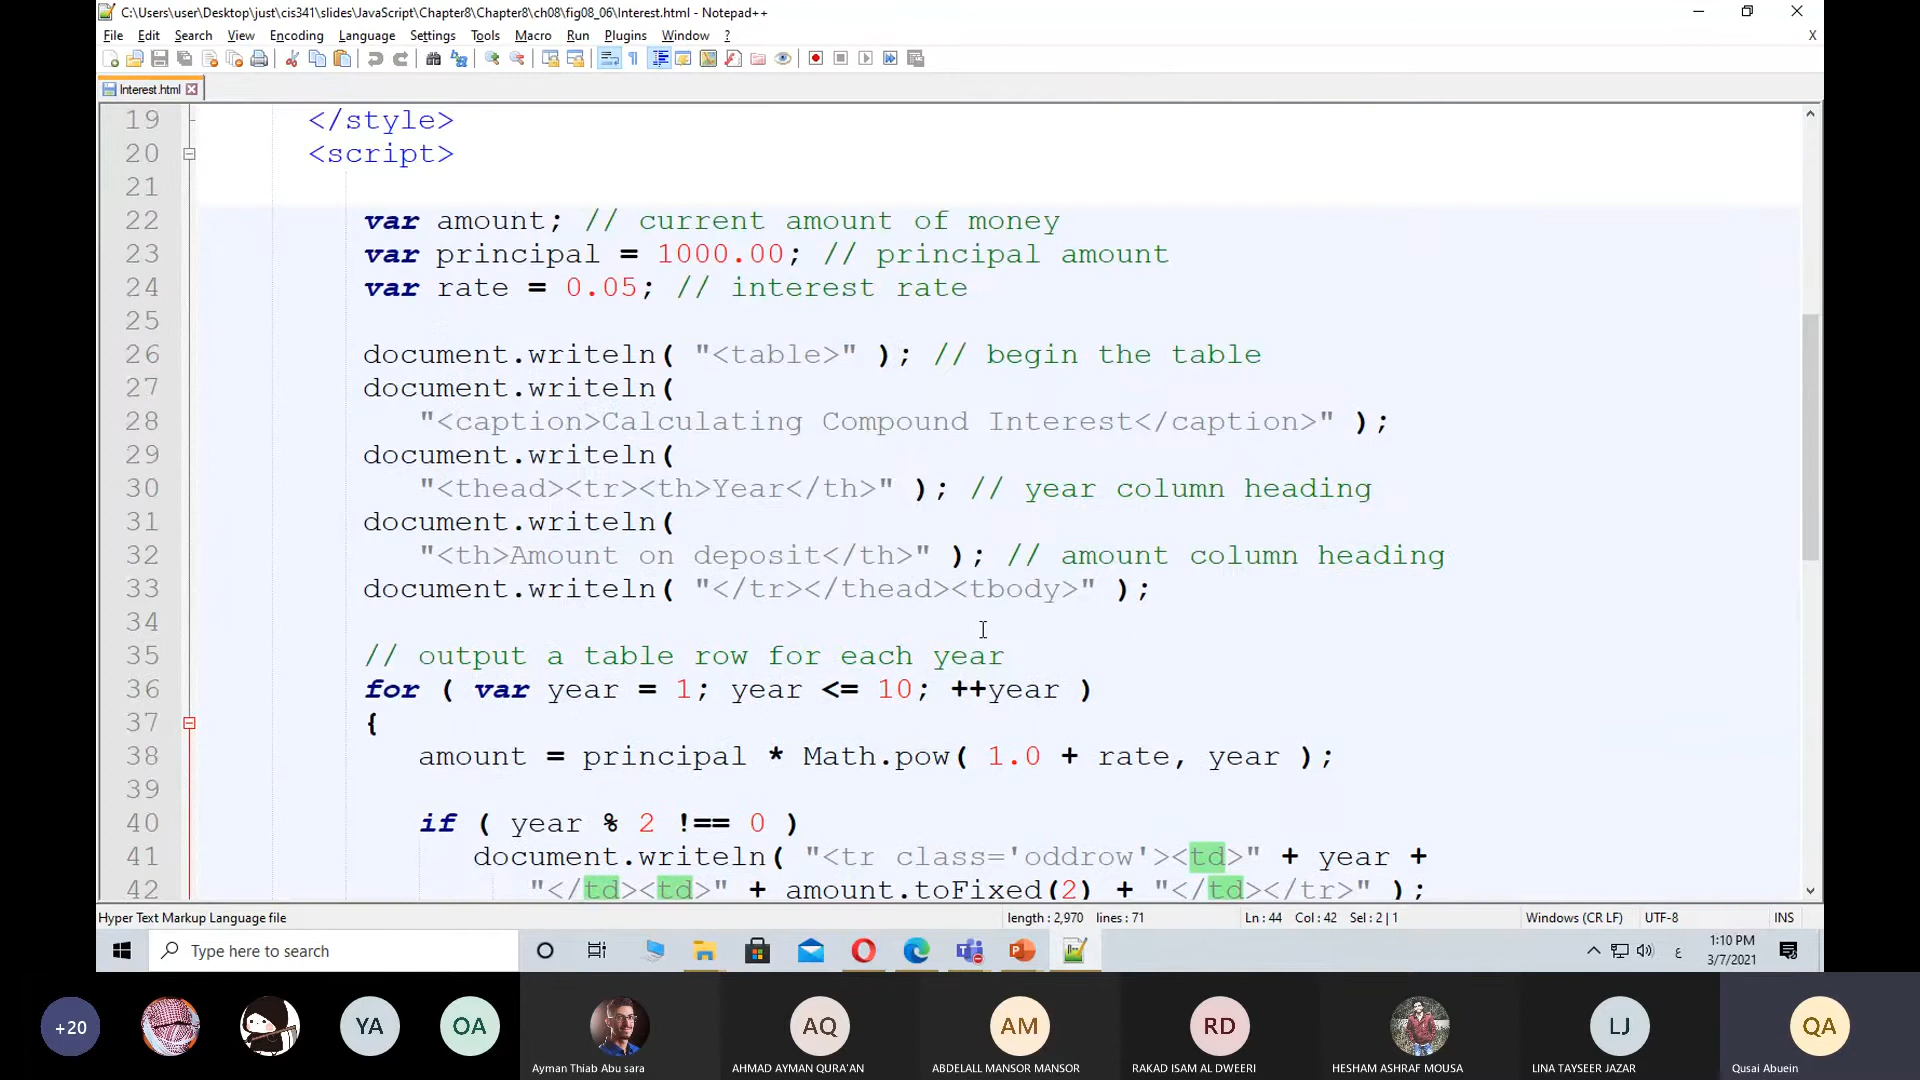 C:\Users\user\Desktop\just\cis341\slides\JavaScript\Chapter8\Chapter8\ch08\fig08_06\Interest.html - Notepad++
File Edit Search View Encoding Language Settings Tools Macro Run Plugins Window ? X
Interest.html
19 </style>
20 <script>
21
22 var amount; // current amount of money
23 var principal = 1000.00; // principal amount
24 var rate = 0.05; // interest rate
25
26 document.writeln( "<table>" ); // begin the table
27 document.writeln(
28 "<caption>Calculating Compound Interest</caption>" );
29 document.writeln(
30 "<thead><tr><th>Year</th>" ); // year column heading
31 document.writeln(
32 "<th>Amount on deposit</th>" ); // amount column heading
33 document.writeln( "</tr></thead><tbody>" );
34
35 // output a table row for each year
36 for ( var year = 1; year <= 10; ++year )
37 {
38 amount = principal * Math.pow( 1.0 + rate, year );
39
40 if ( year % 2 !== 0 )
41 document.writeln( "<tr class='oddrow'><td>" + year +
42 "</td><td>" + amount.toFixed(2) + "</td></tr>" );
Hyper Text Markup Language file length : 2,970 lines : 71 Ln : 44 Col : 42 Sel : 2 | 1 Windows (CR LF) UTF-8 INS
Type here to search ع 1:10 PM
3/7/2021
+20 YA OA AQ AM RD LJ QA
Ayman Thiab Abu sara AHMAD AYMAN QURA'AN ABDELALL MANSOR MANSOR RAKAD ISAM AL DWEERI HESHAM ASHRAF MOUSA LINA TAYSEER JAZAR Qusai Abuein